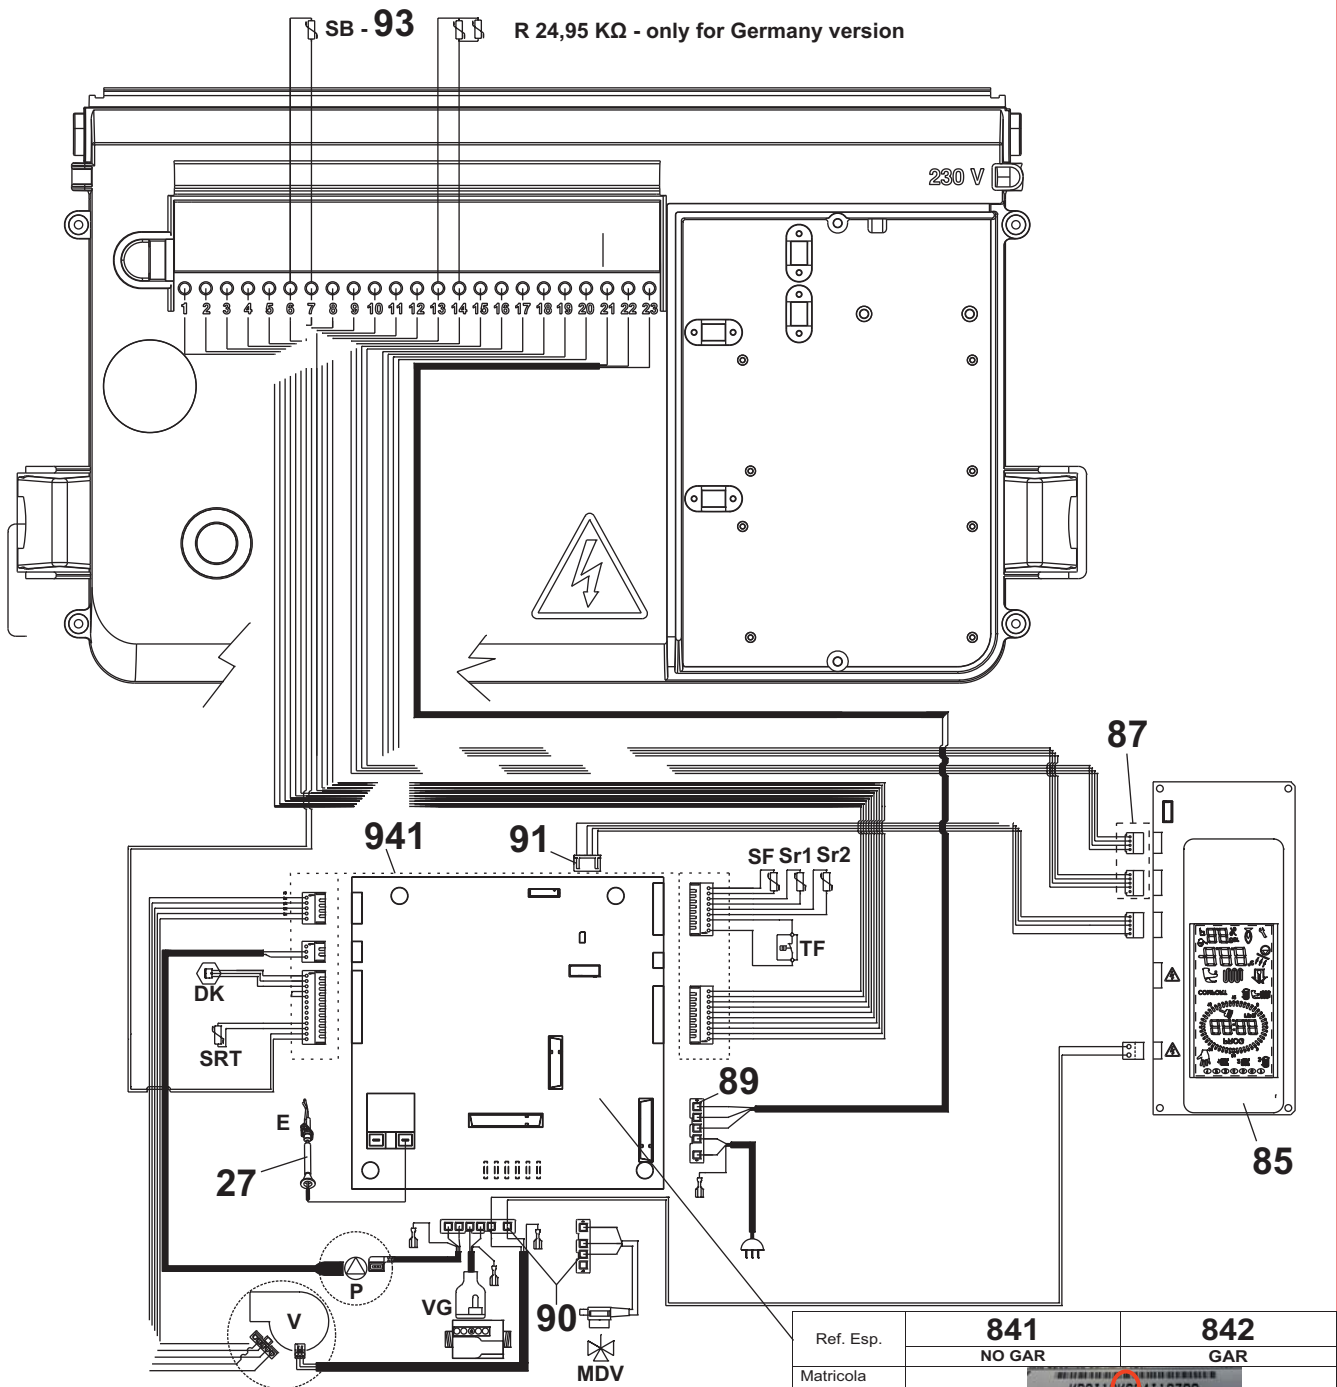 SB - 93
R 24,95 KΩ - only for Germany version
230 V
1 2 3 4 5 6 7 8 9 10 11 12 13 14 15 16 17 18 19 20 21 22 23
87
941
91
SF Sr1 Sr2
TF
DK
SRT
89
E
27
85
P
V
VG
90
MDV
Ref. Esp.
841
842
NO GAR
GAR
Matricola